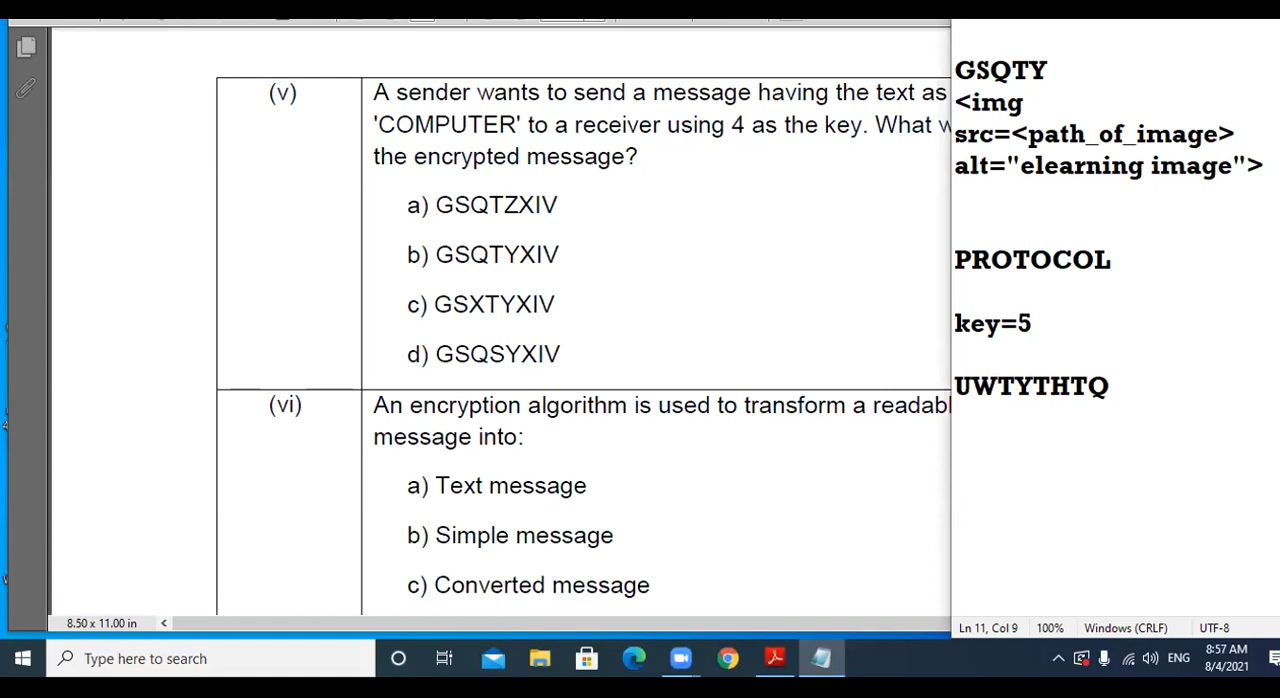 (v)
A sender wants to send a message having the text as
'COMPUTER' to a receiver using 4 as the key. What
the encrypted message?
a) GSQTZXIV
b) GSQTYXIV
c) GSXTYXIV
d) GSQSYXIV
(vi)
An encryption algorithm is used to transform a
message into:
a) Text message
b) Simple message
c) Converted message
8.50 x 11.00 in
GSQTY
<img
src=<path_of_image>
alt="elearning image">
PROTOCOL
key=5
UWTYTHTQ
Ln 11, Col 9 100% Windows (CRLF) UTF-8
Type here to search
ENG
8:57 AM
8/4/2021